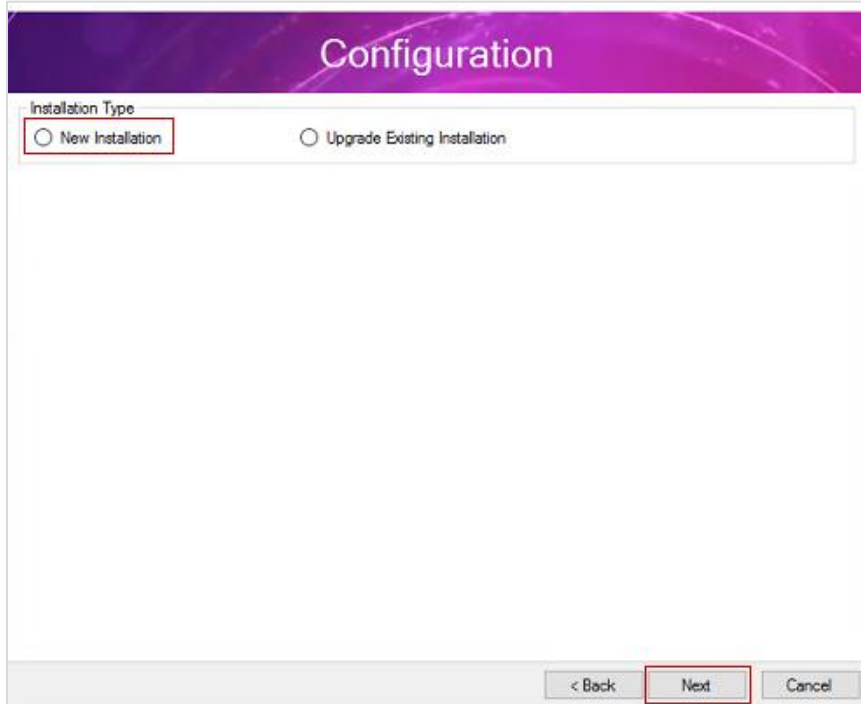 Configuration
Installation Type
New Installation
Upgrade Existing Installation
< Back
Next
Cancel